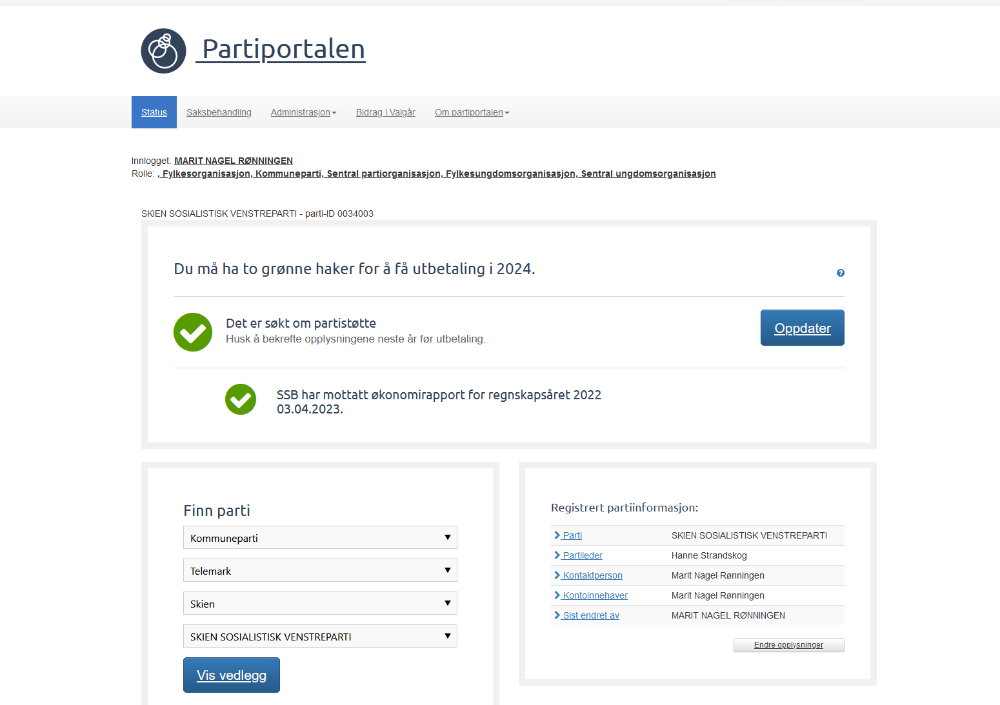 Partiportalen
Status Saksbehandling Administrasjon Bidrag i Valgår Om partiportalen
Innlogget: MARIT NAGEL RØNNINGEN
Rolle: , Fylkesorganisasjon, Kommuneparti, Sentral partiorganisasjon, Fylkesungdomsorganisasjon, Sentral ungdomsorganisasjon
SKIEN SOSIALISTISK VENSTREPARTI - parti-ID 0034003
Du må ha to grønne haker for å få utbetaling i 2024.
?
Det er søkt om partistøtte
Husk å bekrefte opplysningene neste år før utbetaling.
Oppdater
SSB har mottatt økonomirapport for regnskapsåret 2022
03.04.2023.
Finn parti
Kommuneparti
Telemark
Skien
SKIEN SOSIALISTISK VENSTREPARTI
Vis vedlegg
Registrert partiinformasjon:
Parti SKIEN SOSIALISTISK VENSTREPARTI
Partileder Hanne Strandskog
Kontaktperson Marit Nagel Rønningen
Kontoinnehaver Marit Nagel Rønningen
Sist endret av MARIT NAGEL RØNNINGEN
Endre opplysninger